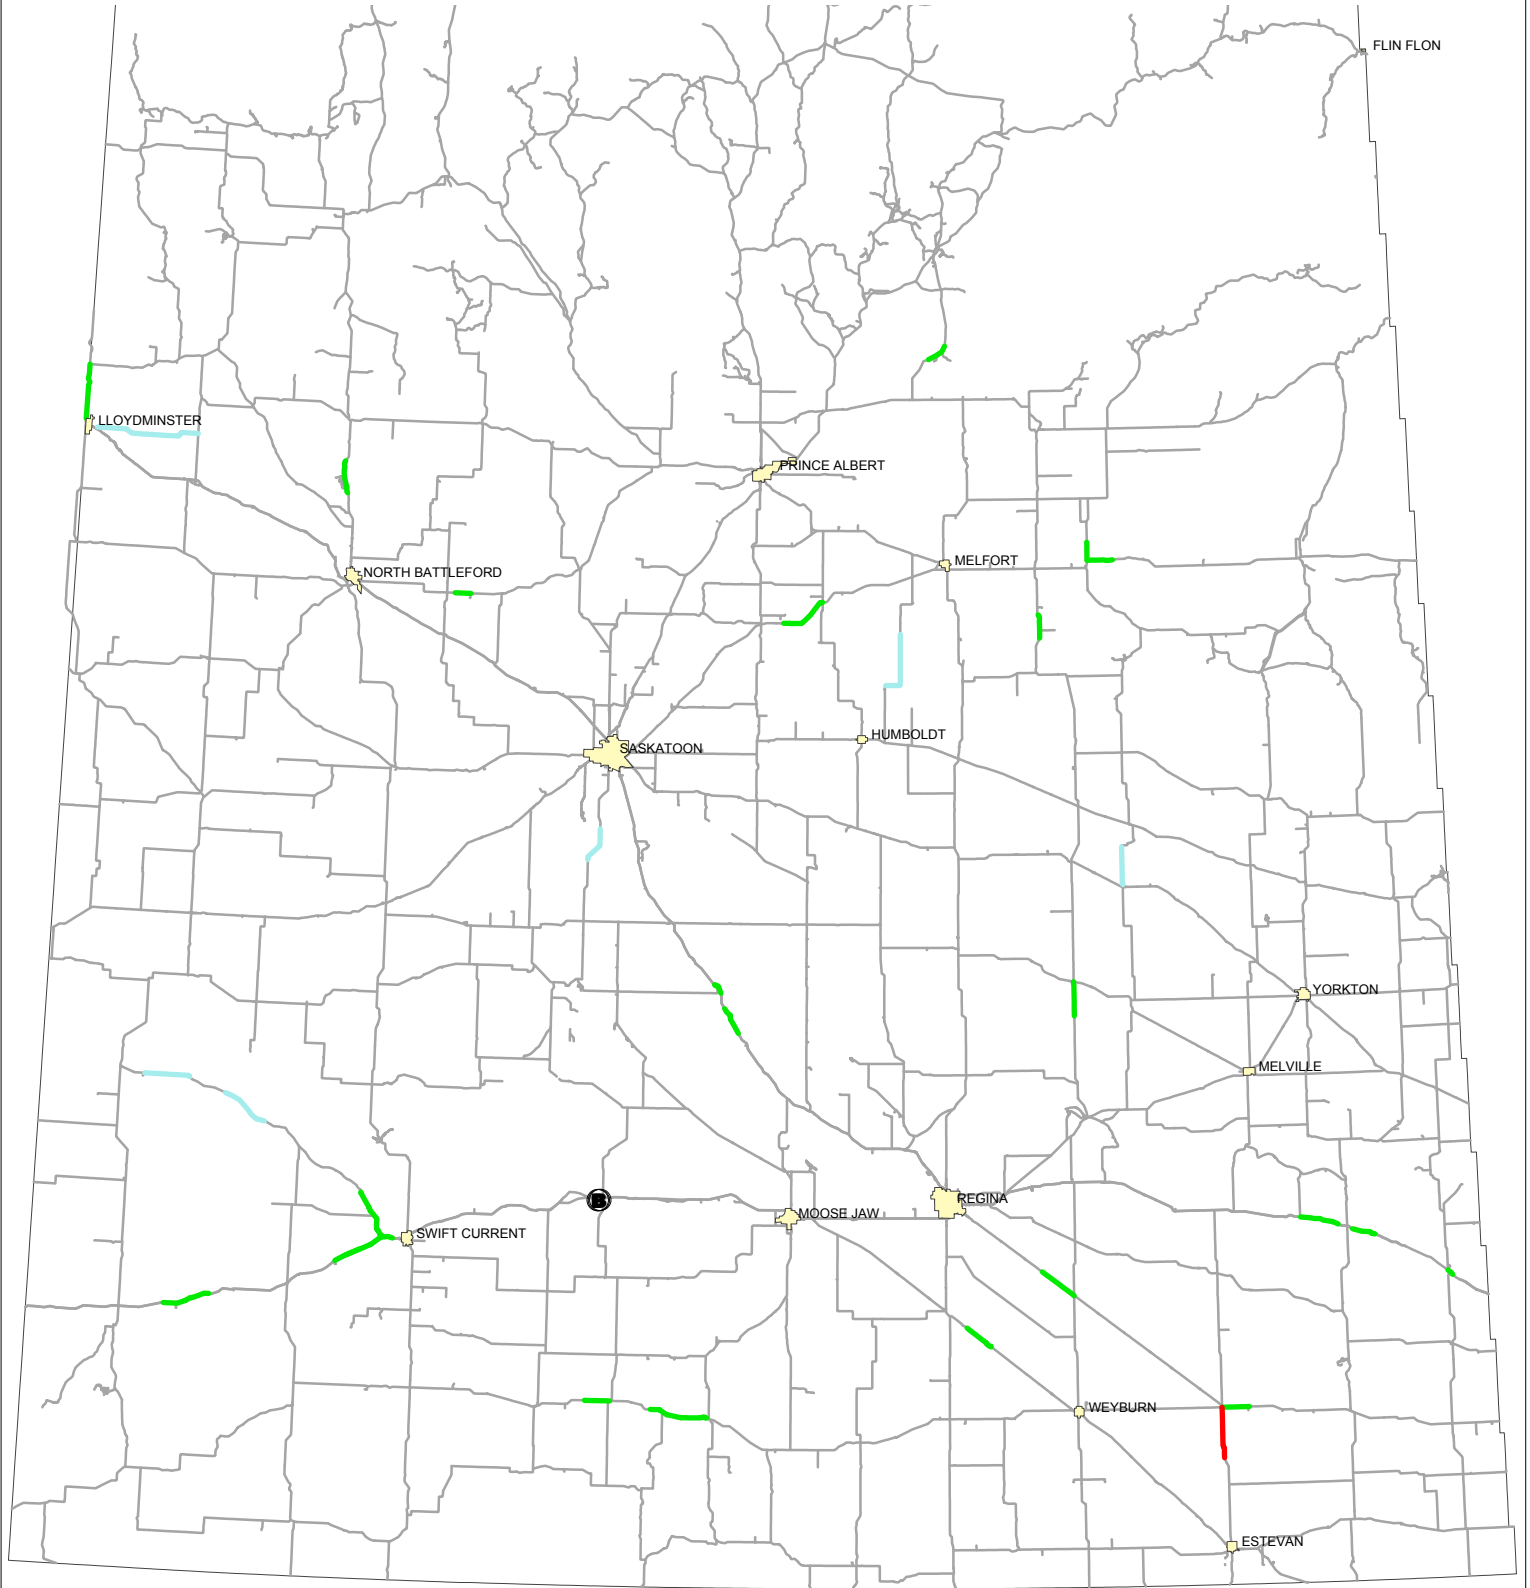 FLIN FLON
LLOYDMINSTER
PRINCE ALBERT
MELFORT
NORTH BATTLEFORD
HUMBOLDT
SASKATOON
YORKTON
MELVILLE
B
REGINA
MOOSE JAW
SWIFT CURRENT
WEYBURN
ESTEVAN